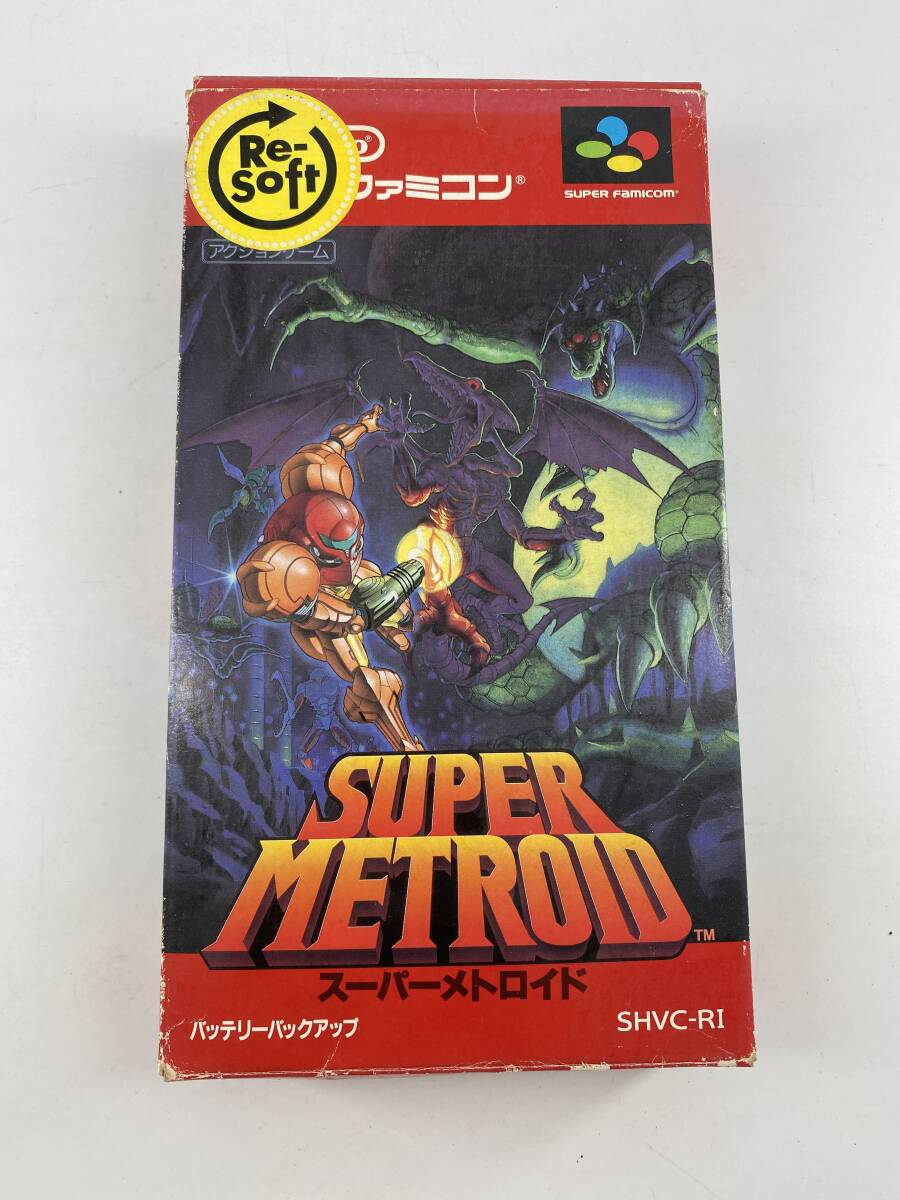 Re-
Soft
ファミコン®
SUPER FAMICOM®
アクションゲーム
SUPER
METROID
TM
スーパーメトロイド
バッテリーバックアップ
SHVC-RI